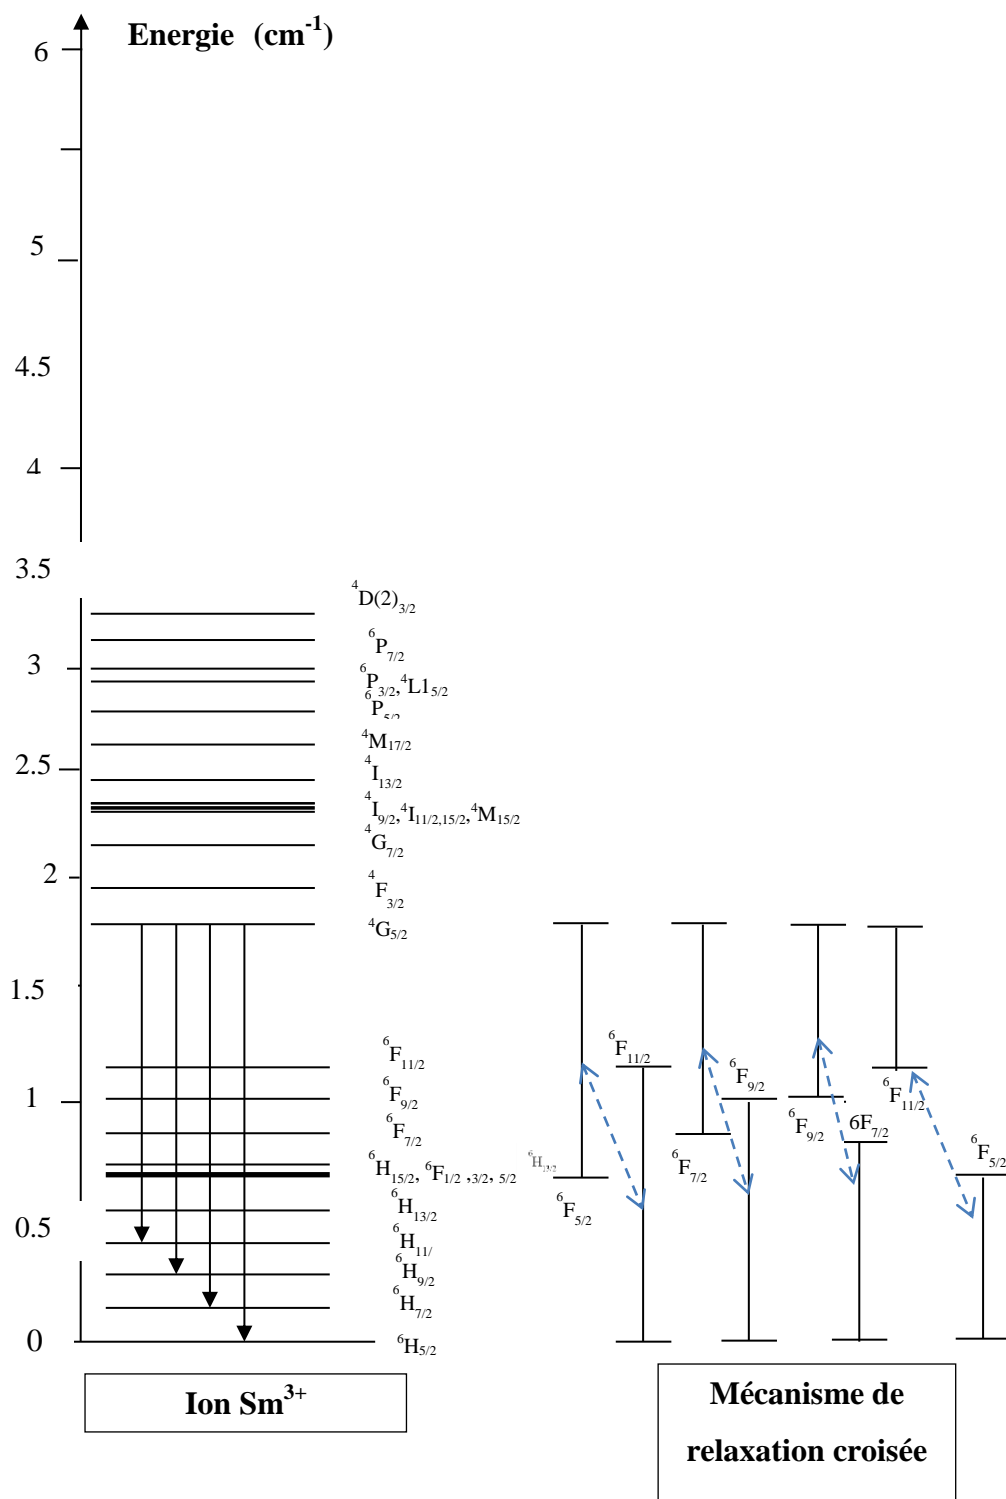 Energie (cm⁻¹)
6
5
4.5
4
3.5
3
2.5
2
1.5
1
0.5
0
⁴D(2)₃/₂
⁶P₇/₂
⁶P₃/₂,⁴L1₅/₂
⁶P₅/₂
⁴M₁₇/₂
⁴I₁₃/₂
⁴I₉/₂,⁴I₁₁/₂,₁₅/₂,⁴M₁₅/₂
⁴G₇/₂
⁴F₃/₂
⁴G₅/₂
⁶F₁₁/₂
⁶F₉/₂
⁶F₇/₂
⁶H₁₅/₂, ⁶F₁/₂ ,₃/₂, ₅/₂
⁶H₁₃/₂
⁶H₁₁/
⁶H₉/₂
⁶H₇/₂
⁶H₅/₂
⁶F₁₁/₂
⁶F₉/₂
⁶F₁₁/₂
⁶F₉/₂
6F₇/₂
⁶F₇/₂
⁶F₅/₂
⁶F₅/₂
Ion Sm³⁺
Mécanisme de
relaxation croisée